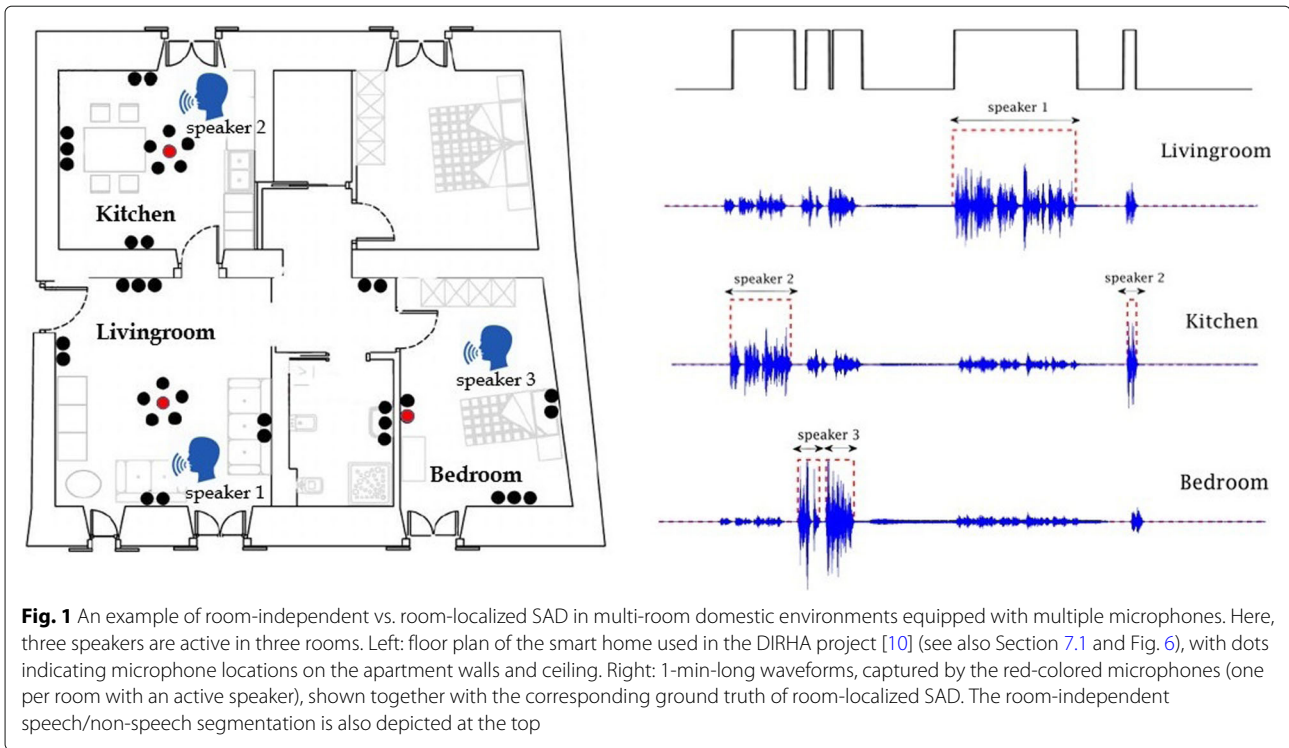 speaker 2
Kitchen
Livingroom
speaker 3
speaker 1
Bedroom
speaker 1
Livingroom
speaker 2
speaker 2
Kitchen
speaker 3
Bedroom
Fig. 1 An example of room-independent vs. room-localized SAD in multi-room domestic environments equipped with multiple microphones. Here,
three speakers are active in three rooms. Left: floor plan of the smart home used in the DIRHA project [10] (see also Section 7.1 and Fig. 6), with dots
indicating microphone locations on the apartment walls and ceiling. Right: 1-min-long waveforms, captured by the red-colored microphones (one
per room with an active speaker), shown together with the corresponding ground truth of room-localized SAD. The room-independent
speech/non-speech segmentation is also depicted at the top